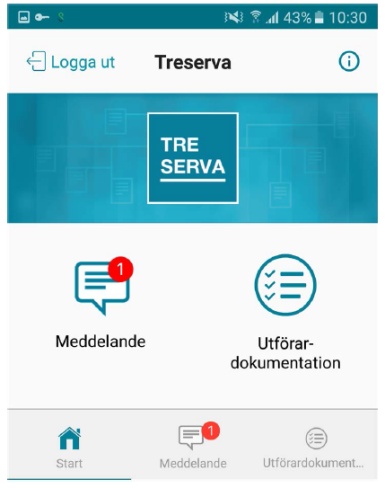 43% 10:30
Logga ut Treserva
TRE
SERVA
1
Meddelande
Utförar-
dokumentation
1
Start Meddelande Utförardokument...